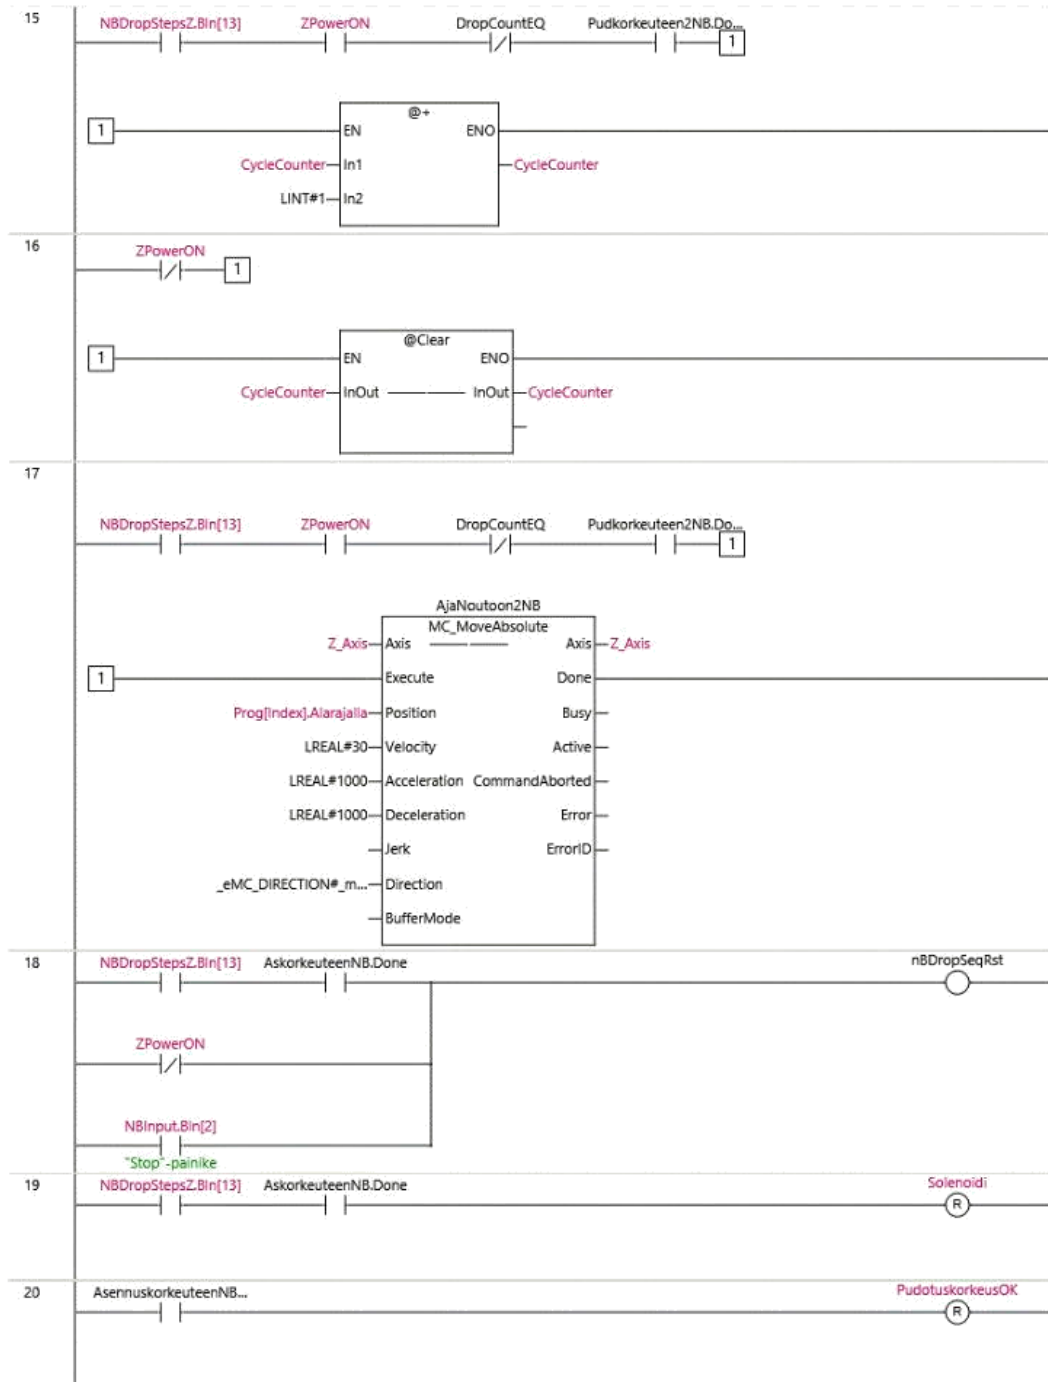 15
NBDropStepsZ.BIn[13] ZPowerON DropCountEQ Pudkorkeuteen2NB.Do...
1
@+
1 EN ENO
CycleCounter In1 CycleCounter
LINT#1 In2
16
ZPowerON
1
@Clear
1 EN ENO
CycleCounter InOut InOut CycleCounter
17
NBDropStepsZ.BIn[13] ZPowerON DropCountEQ Pudkorkeuteen2NB.Do...
1
AjaNoutoon2NB
MC_MoveAbsolute
Z_Axis Axis Axis Z_Axis
1 Execute Done
Prog[Index].Alarajalla Position Busy
LREAL#30 Velocity Active
LREAL#1000 Acceleration CommandAborted
LREAL#1000 Deceleration Error
Jerk ErrorID
_eMC_DIRECTION#_m... Direction
BufferMode
18
NBDropStepsZ.BIn[13] AskorkeuteenNB.Done nBDropSeqRst
ZPowerON
NBInput.BIn[2]
"Stop"-painike
19
NBDropStepsZ.BIn[13] AskorkeuteenNB.Done Solenoidi
R
20
AsennuskorkeuteenNB... PudotuskorkeusOK
R